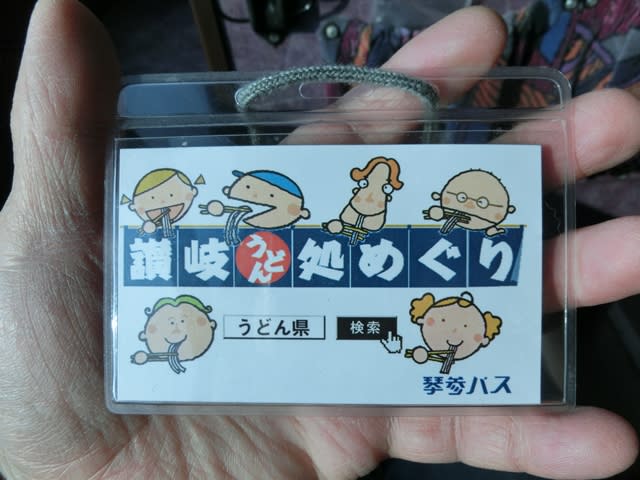 讃岐うどん処めぐり
うどん県 検索
琴参バス